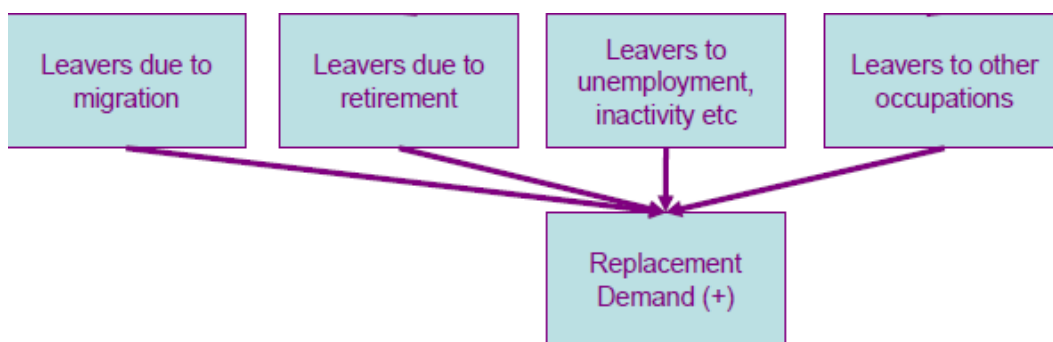 Leavers due to
migration
Leavers due to
retirement
Leavers to
unemployment,
inactivity etc
Leavers to other
occupations
Replacement
Demand (+)